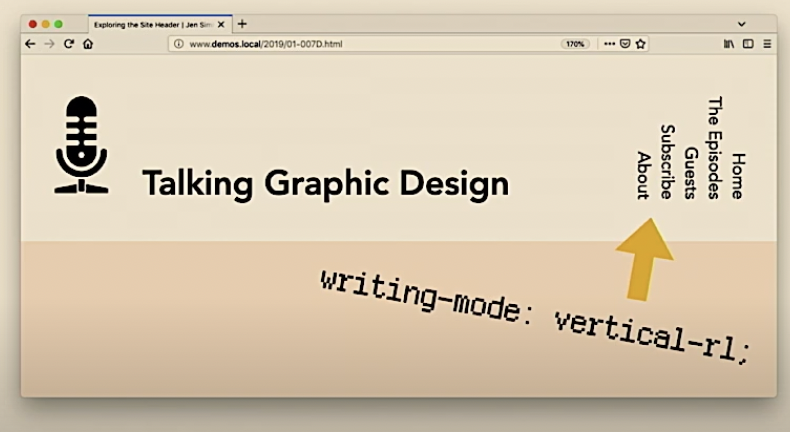 Exploring the Site Header | Jen Sim
www.demos.local/2019/01-007D.html
170%
Talking Graphic Design
Home
The Episodes
Guests
Subscribe
About
writing-mode: vertical-rl;